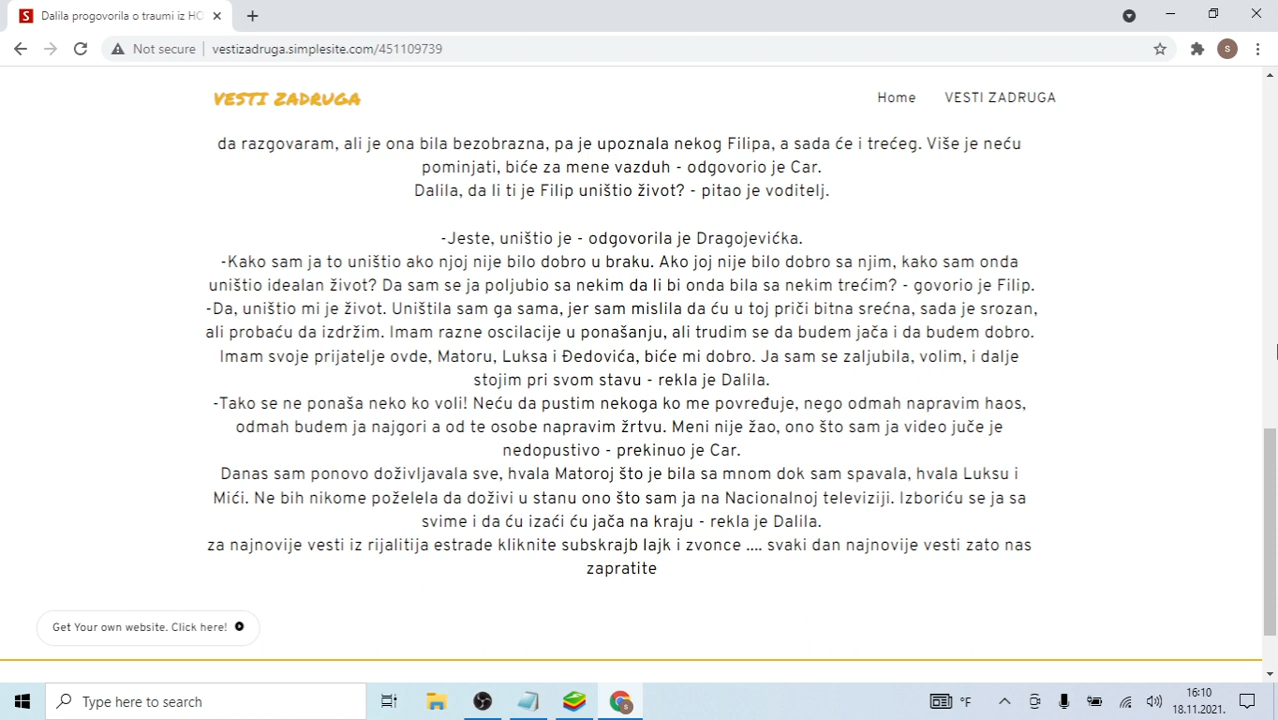 Dalila progovorila o traumi iz HO
Not secure
vestizadruga.simplesite.com/451109739
VESTI ZADRUGA
Home
VESTI ZADRUGA
da razgovaram, ali je ona bila bezobrazna, pa je upoznala nekog Filipa, a sada će i trećeg. Više je neću
pominjati, biće za mene vazduh - odgovorio je Car.
Dalila, da li ti je Filip uništio život? - pitao je voditelj.
-Jeste, uništio je - odgovorila je Dragojevićka.
-Kako sam ja to uništio ako njoj nije bilo dobro u braku. Ako joj nije bilo dobro sa njim, kako sam onda
uništio idealan život? Da sam se ja poljubio sa nekim da li bi onda bila sa nekim trećim? - govorio je Filip.
-Da, uništio mi je život. Uništila sam ga sama, jer sam mislila da ću u toj priči bitna srećna, sada je srozan,
ali probaću da izdržim. Imam razne oscilacije u ponašanju, ali trudim se da budem jača i da budem dobro.
Imam svoje prijatelje ovde, Matoru, Luksa i Đedovića, biće mi dobro. Ja sam se zaljubila, volim, i dalje
stojim pri svom stavu - rekla je Dalila.
-Tako se ne ponaša neko ko voli! Neću da pustim nekoga ko me povređuje, nego odmah napravim haos,
odmah budem ja najgori a od te osobe napravim žrtvu. Meni nije žao, ono što sam ja video juče je
nedopustivo - prekinuo je Car.
Danas sam ponovo doživljavala sve, hvala Matoroj što je bila sa mnom dok sam spavala, hvala Luksu i
Mići. Ne bih nikome poželela da doživi u stanu ono što sam ja na Nacionalnoj televiziji. Izboriću se ja sa
svime i da ću izaći ću jača na kraju - rekla je Dalila.
za najnovije vesti iz rijalitija estrade kliknite subskrajb lajk i zvonce .... svaki dan najnovije vesti zato nas
zapratite
Get Your own website. Click here!
Type here to search
°F
16:10
18.11.2021.